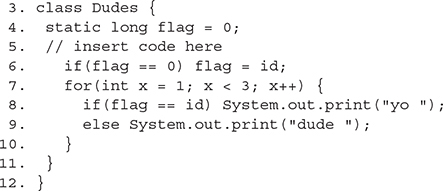 3. class Dudes {
4.   static long flag = 0;
5.   // insert code here
6.     if(flag == 0) flag = id;
7.     for(int x = 1; x < 3; x++) {
8.       if(flag == id) System.out.print("yo ");
9.       else System.out.print("dude ");
10.     }
11.   }
12. }